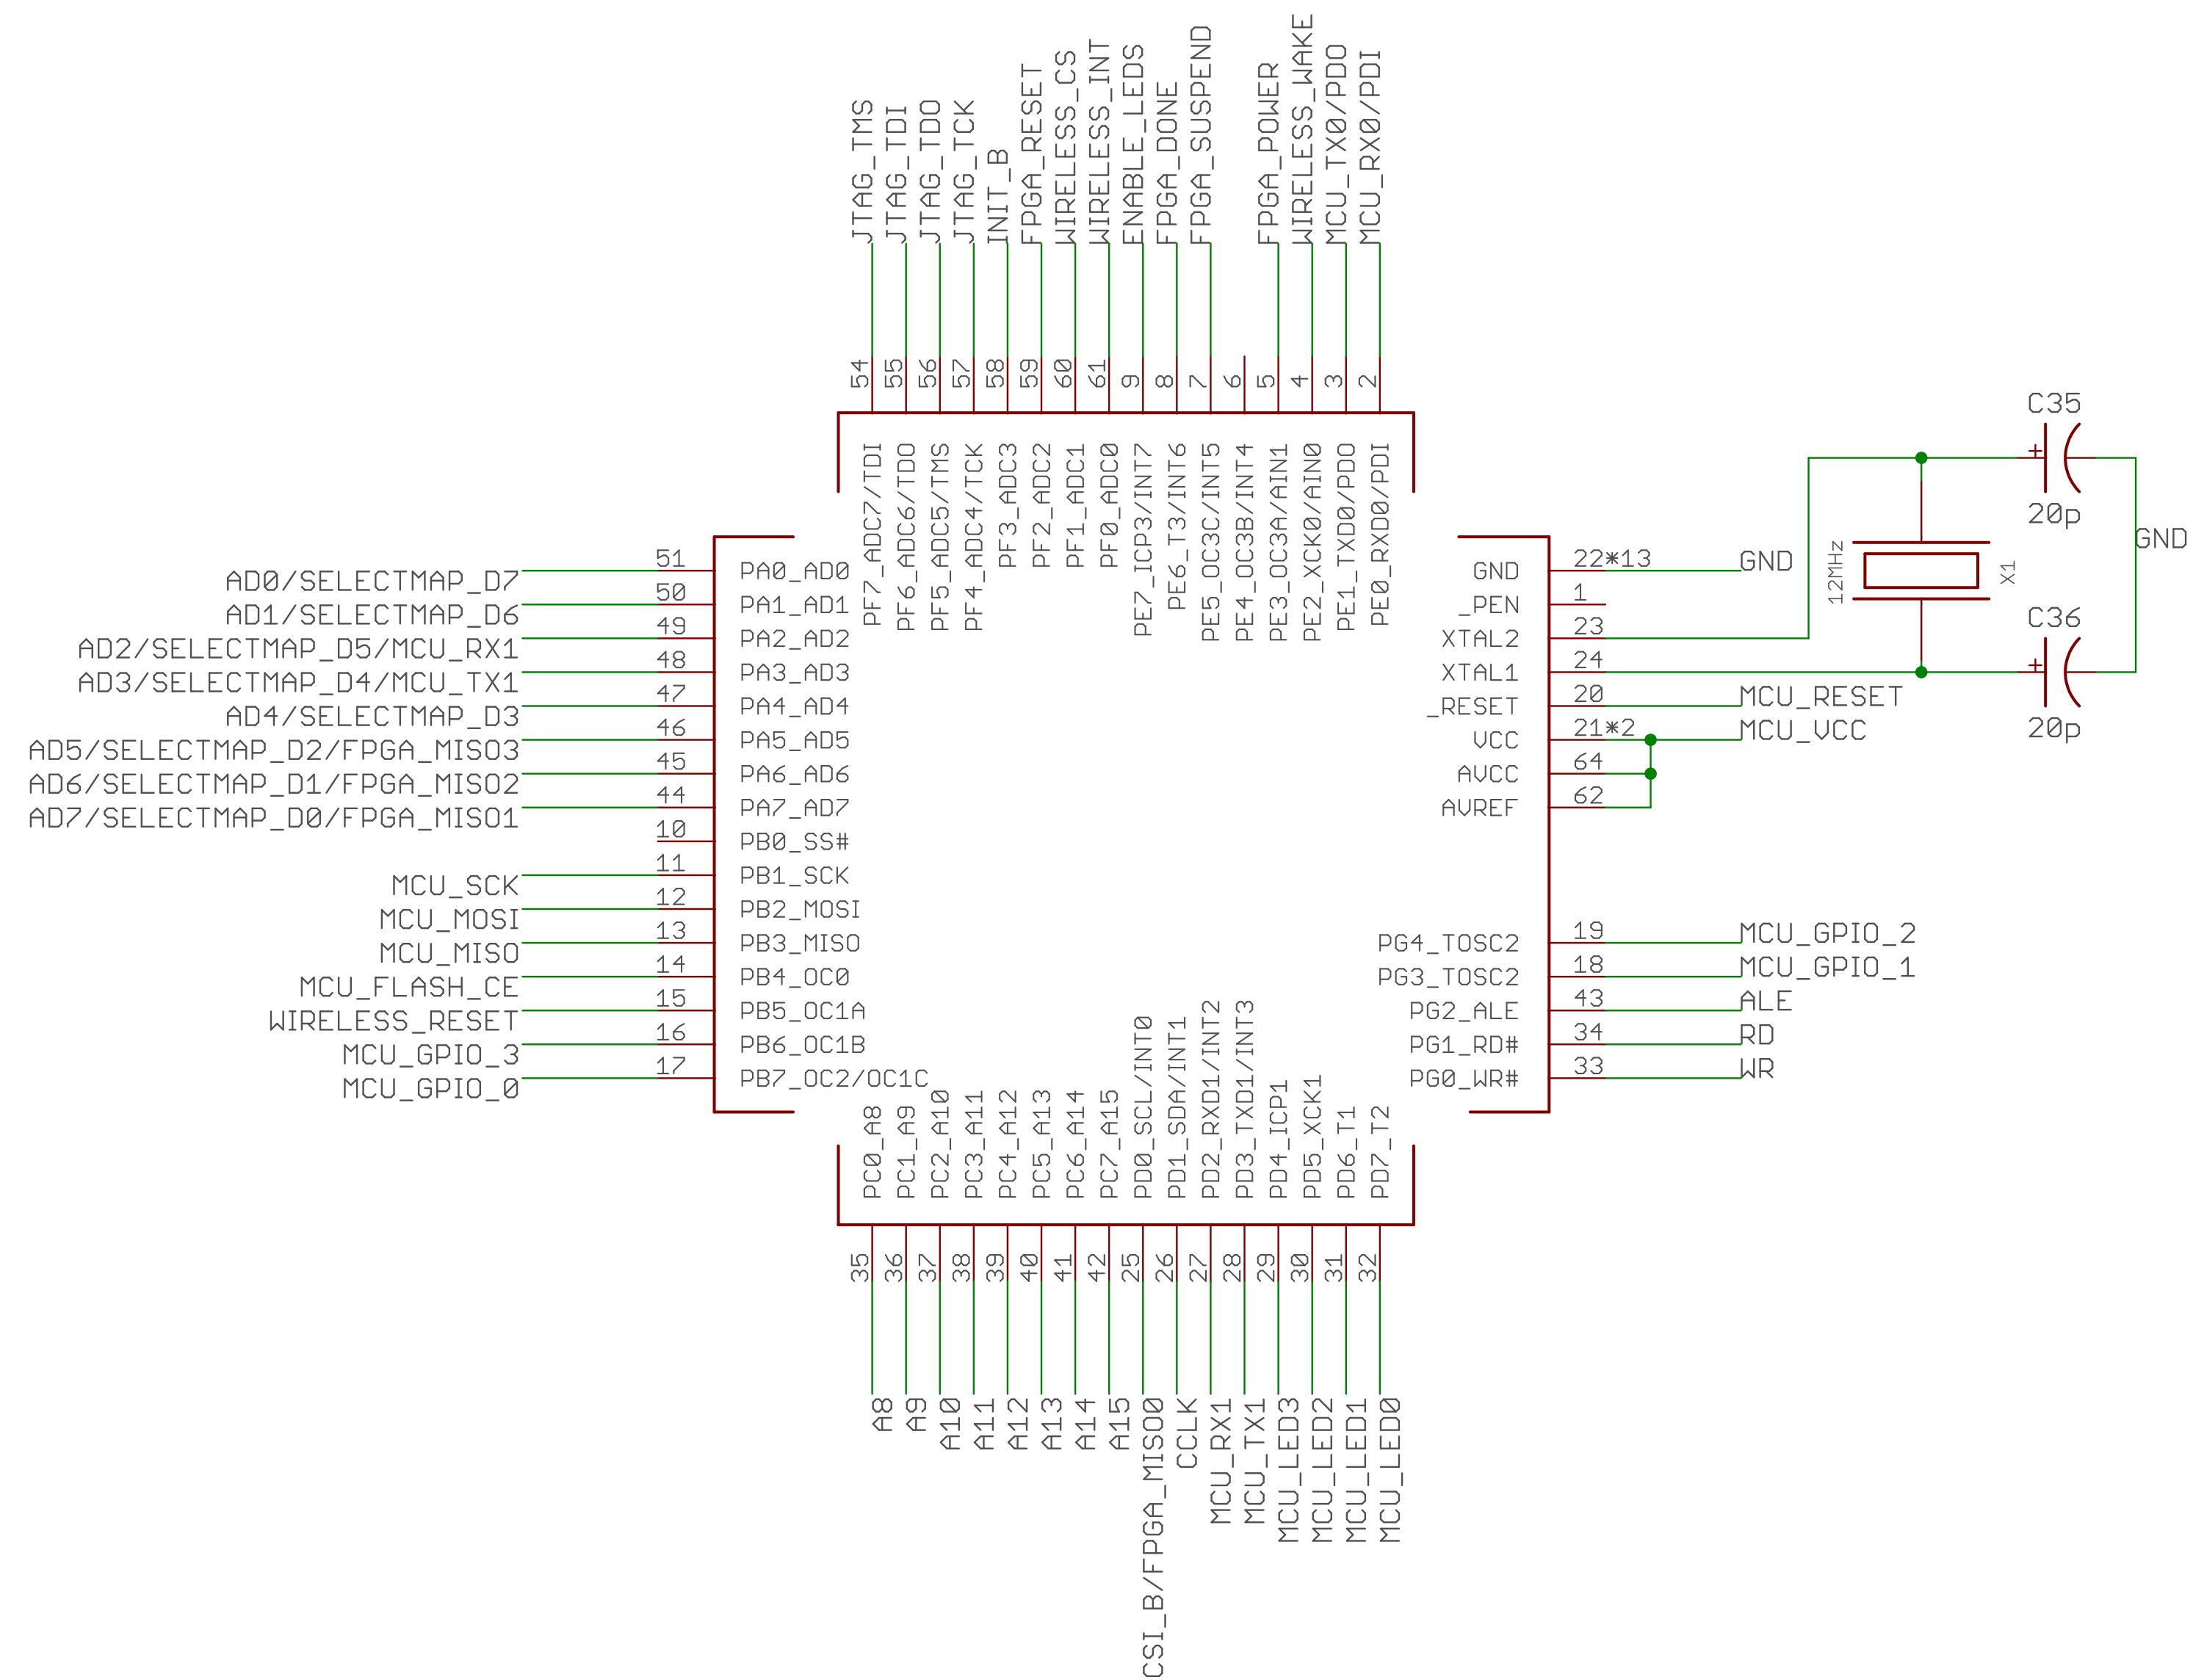 JTAG_TMS
JTAG_TDI
JTAG_TDO
JTAG_TCK
INIT_B
FPGA_RESET
WIRELESS_CS
WIRELESS_INT
ENABLE_LEDS
FPGA_DONE
FPGA_SUSPEND
FPGA_POWER
WIRELESS_WAKE
MCU_TX0/PDO
MCU_RX0/PDI
54
55
56
57
58
59
60
61
9
8
7
6
5
4
3
2
PF7_ADC7/TDI
PF6_ADC6/TDO
PF5_ADC5/TMS
PF4_ADC4/TCK
PF3_ADC3
PF2_ADC2
PF1_ADC1
PF0_ADC0
PE7_ICP3/INT7
PE6_T3/INT6
PE5_OC3C/INT5
PE4_OC3B/INT4
PE3_OC3A/AIN1
PE2_XCK0/AIN0
PE1_TXD0/PDO
PE0_RXD0/PDI
AD0/SELECTMAP_D7 51 PA0_AD0
AD1/SELECTMAP_D6 50 PA1_AD1
AD2/SELECTMAP_D5/MCU_RX1 49 PA2_AD2
AD3/SELECTMAP_D4/MCU_TX1 48 PA3_AD3
AD4/SELECTMAP_D3 47 PA4_AD4
AD5/SELECTMAP_D2/FPGA_MISO3 46 PA5_AD5
AD6/SELECTMAP_D1/FPGA_MISO2 45 PA6_AD6
AD7/SELECTMAP_D0/FPGA_MISO1 44 PA7_AD7
10 PB0_SS#
MCU_SCK 11 PB1_SCK
MCU_MOSI 12 PB2_MOSI
MCU_MISO 13 PB3_MISO
MCU_FLASH_CE 14 PB4_OC0
WIRELESS_RESET 15 PB5_OC1A
MCU_GPIO_3 16 PB6_OC1B
MCU_GPIO_0 17 PB7_OC2/OC1C
GND 22*13 GND
_PEN 1
XTAL2 23
XTAL1 24
_RESET 20 MCU_RESET
VCC 21*2 MCU_VCC
AVCC 64
AVREF 62
PG4_TOSC2 19 MCU_GPIO_2
PG3_TOSC2 18 MCU_GPIO_1
PG2_ALE 43 ALE
PG1_RD# 34 RD
PG0_WR# 33 WR
C35
20p
12MHz
X1
GND
C36
20p
PC0_A8
PC1_A9
PC2_A10
PC3_A11
PC4_A12
PC5_A13
PC6_A14
PC7_A15
PD0_SCL/INT0
PD1_SDA/INT1
PD2_RXD1/INT2
PD3_TXD1/INT3
PD4_ICP1
PD5_XCK1
PD6_T1
PD7_T2
35
36
37
38
39
40
41
42
25
26
27
28
29
30
31
32
A8
A9
A10
A11
A12
A13
A14
A15
CSI_B/FPGA_MISO0
CCLK
MCU_RX1
MCU_TX1
MCU_LED3
MCU_LED2
MCU_LED1
MCU_LED0